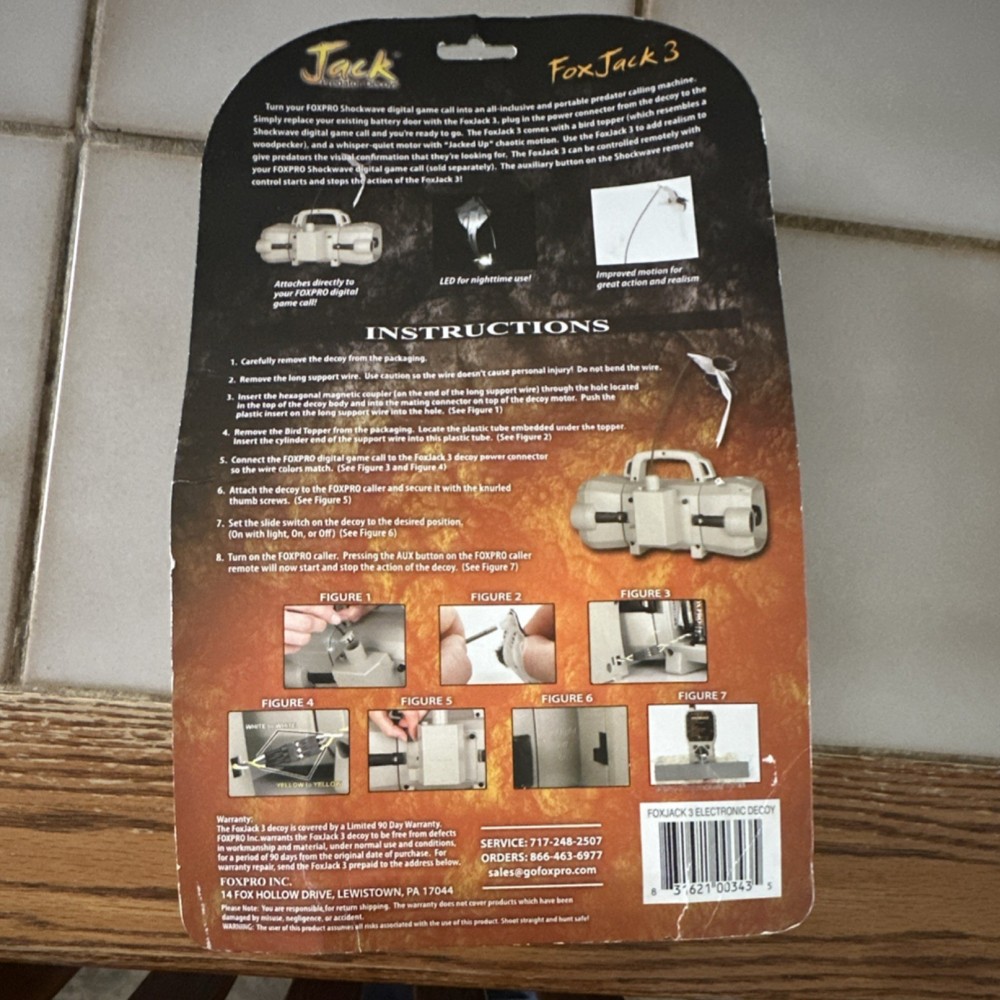 Jack
Predator Decoy
FoxJack 3
Turn your FOXPRO Shockwave digital game call into an all-inclusive and portable predator calling machine.
Simply replace your existing battery door with the FoxJack 3, plug in the power connector from the decoy to the
Shockwave digital game call and you're ready to go. The FoxJack 3 comes with a bird topper (which resembles a
woodpecker), and a whisper-quiet motor with "Jacked Up" chaotic motion. Use the FoxJack 3 to add realism to
give predators the visual confirmation that they're looking for. The FoxJack 3 can be controlled remotely with
your FOXPRO Shockwave digital game call (sold separately). The auxiliary button on the Shockwave remote
control starts and stops the action of the FoxJack 3!
Attaches directly to
your FOXPRO digital
game call!
LED for nighttime use!
Improved motion for
great action and realism
INSTRUCTIONS
1. Carefully remove the decoy from the packaging.
2. Remove the long support wire. Use caution so the wire doesn't cause personal injury! Do not bend the wire.
3. Insert the hexagonal magnetic coupler (on the end of the long support wire) through the hole located
in the top of the decoy body and into the mating connector on top of the decoy motor. Push the
plastic insert on the long support wire into the hole. (See Figure 1)
4. Remove the Bird Topper from the packaging. Locate the plastic tube embedded under the topper.
Insert the cylinder end of the support wire into this plastic tube. (See Figure 2)
5. Connect the FOXPRO digital game call to the FoxJack 3 decoy power connector
so the wire colors match. (See Figure 3 and Figure 4)
6. Attach the decoy to the FOXPRO caller and secure it with the knurled
thumb screws. (See Figure 5)
7. Set the slide switch on the decoy to the desired position.
(On with light, On, or Off) (See Figure 6)
8. Turn on the FOXPRO caller. Pressing the AUX button on the FOXPRO caller
remote will now start and stop the action of the decoy. (See Figure 7)
FIGURE 1
FIGURE 2
FIGURE 3
FIGURE 4
FIGURE 5
FIGURE 6
FIGURE 7
WHITE to WHITE
YELLOW to YELLOW
Warranty:
The FoxJack 3 decoy is covered by a Limited 90 Day Warranty.
FOXPRO Inc. warrants the FoxJack 3 decoy to be free from defects
in workmanship and material, under normal use and conditions,
for a period of 90 days from the original date of purchase. For
warranty repair, send the FoxJack 3 prepaid to the address below.
FOXPRO INC.
14 FOX HOLLOW DRIVE, LEWISTOWN, PA 17044
Please Note: You are responsible for return shipping. The warranty does not cover products which have been
damaged by misuse, negligence, or accident.
WARNING: The user of this product assumes all risks associated with the use of this product. Shoot straight and hunt safe!
SERVICE: 717-248-2507
ORDERS: 866-463-6977
sales@gofoxpro.com
FOXJACK 3 ELECTRONIC DECOY
6 31621 00343 5